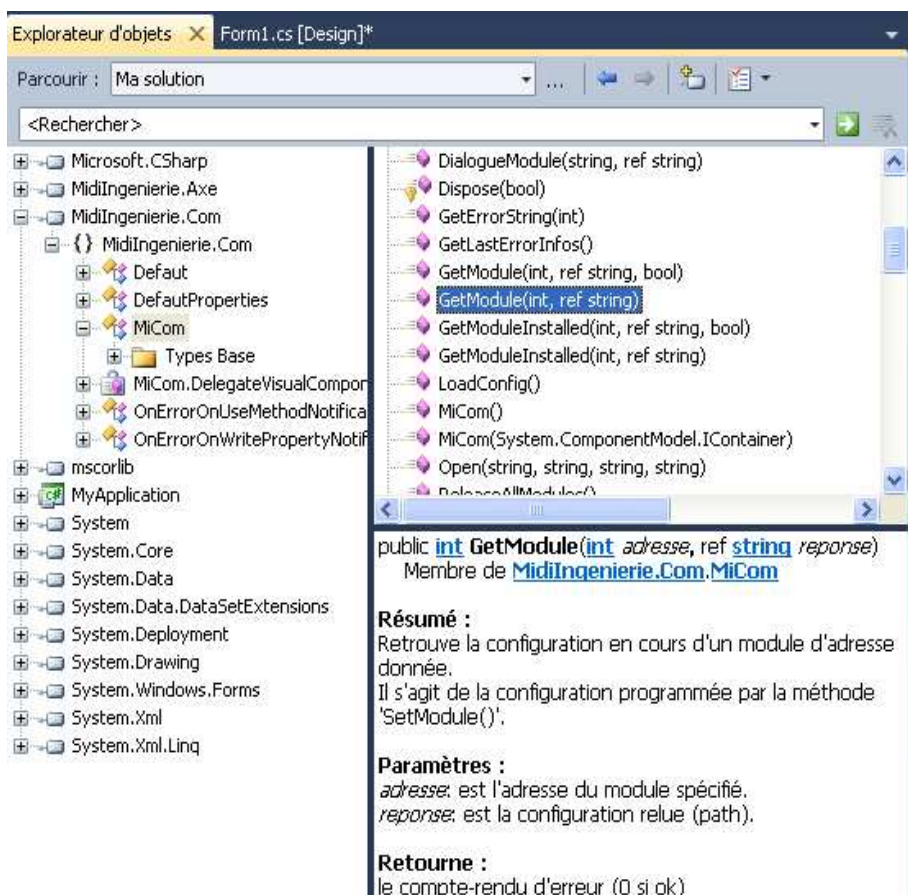 Explorateur d'objets
Form1.cs [Design]*
Parcourir :
Ma solution
...
<Rechercher>
Microsoft.CSharp
MidiIngenierie.Axe
MidiIngenierie.Com
{} MidiIngenierie.Com
Defaut
DefautProperties
MiCom
Types Base
MiCom.DelegateVisualCompor
OnErrorOnUseMethodNotifica
OnErrorOnWritePropertyNotif
mscorlib
MyApplication
System
System.Core
System.Data
System.Data.DataSetExtensions
System.Deployment
System.Drawing
System.Windows.Forms
System.Xml
System.Xml.Linq
DialogueModule(string, ref string)
Dispose(bool)
GetErrorString(int)
GetLastErrorInfos()
GetModule(int, ref string, bool)
GetModule(int, ref string)
GetModuleInstalled(int, ref string, bool)
GetModuleInstalled(int, ref string)
LoadConfig()
MiCom()
MiCom(System.ComponentModel.IContainer)
Open(string, string, string, string)
ReleaseAllModules()
public int GetModule(int adresse, ref string reponse)
Membre de MidiIngenierie.Com.MiCom
Résumé :
Retrouve la configuration en cours d'un module d'adresse
donnée.
Il s'agit de la configuration programmée par la méthode
'SetModule()'.
Paramètres :
adresse: est l'adresse du module spécifié.
reponse: est la configuration relue (path).
Retourne :
le compte-rendu d'erreur (0 si ok)